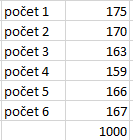 počet 1 175
počet 2 170
počet 3 163
počet 4 159
počet 5 166
počet 6 167
1000